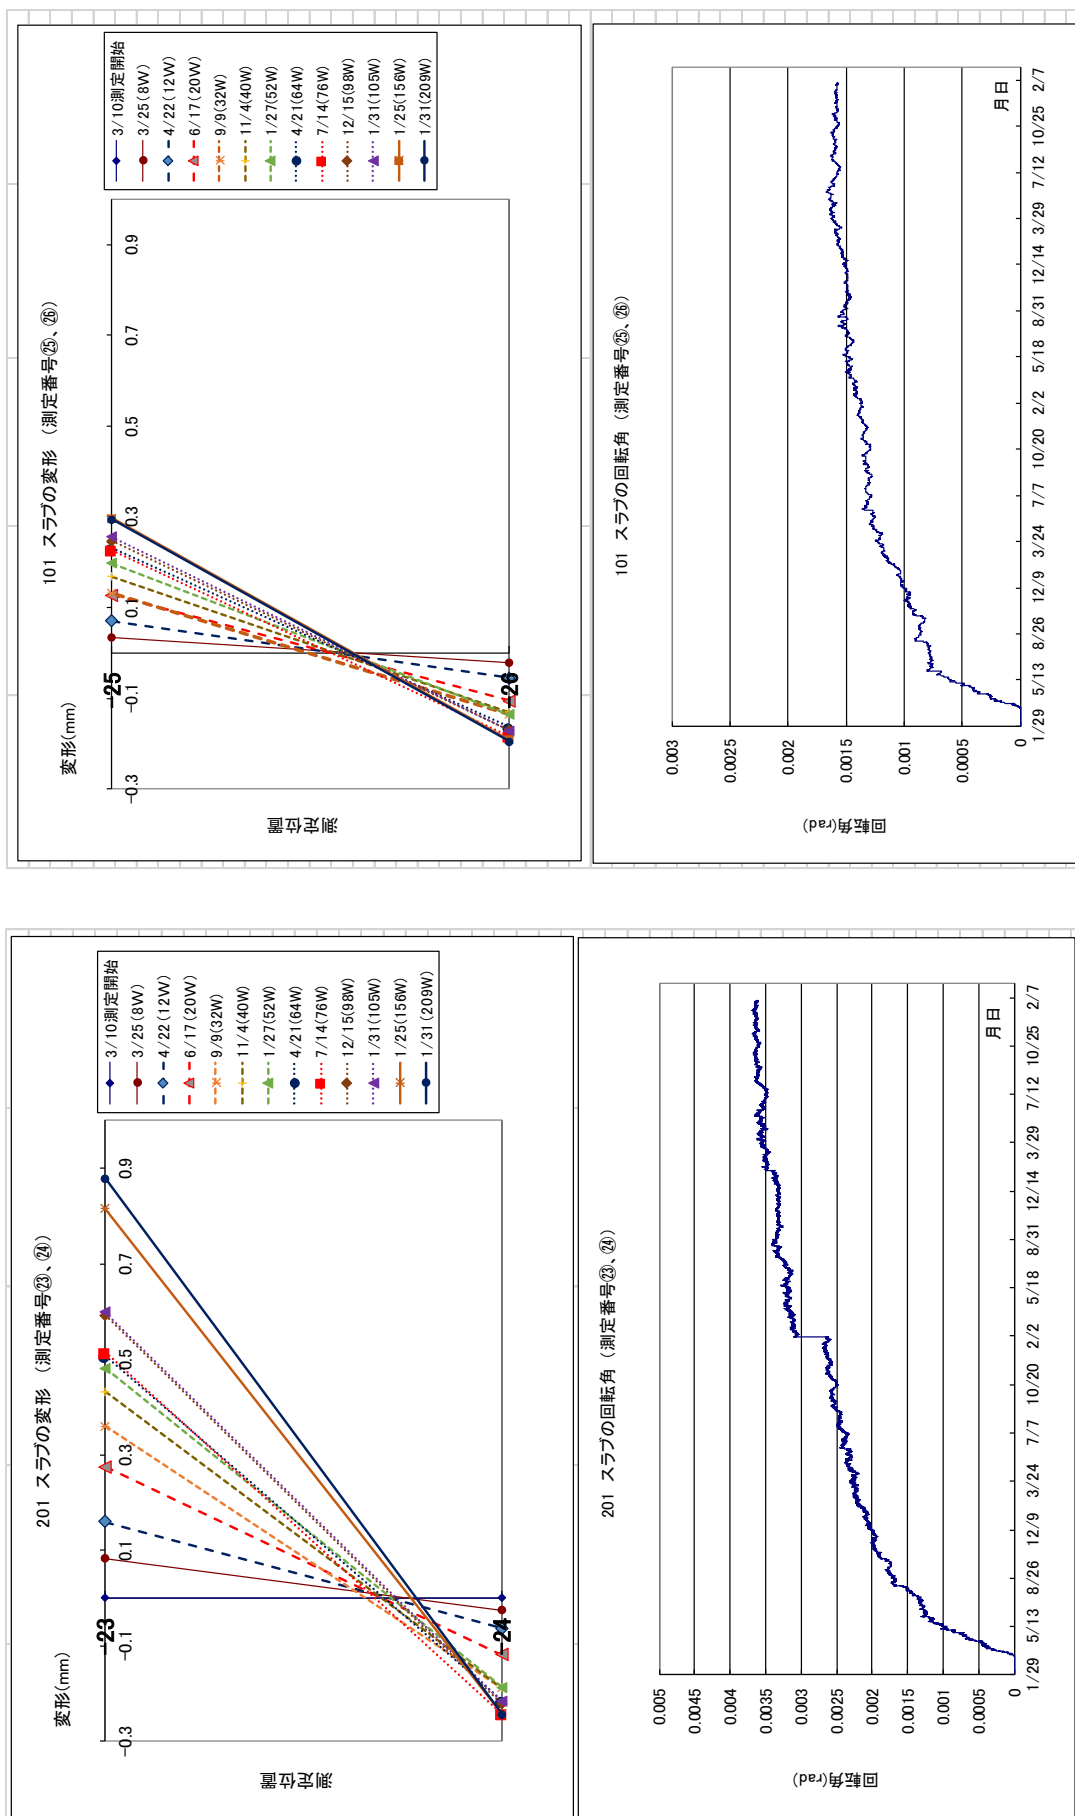 201 スラブの変形 (測定番号㉓、㉔)
変形(mm)
-0.3
-0.1
0.1
0.3
0.5
0.7
0.9
23
24
測定位置
3/10測定開始
3/25(8W)
4/22(12W)
6/17(20W)
9/9(32W)
11/4(40W)
1/27(52W)
4/21(64W)
7/14(76W)
12/15(98W)
1/31(105W)
1/25(156W)
1/31(209W)
201 スラブの回転角 (測定番号㉓、㉔)
回転角(rad)
0.005
0.0045
0.004
0.0035
0.003
0.0025
0.002
0.0015
0.001
0.0005
0
1/29 5/13 8/26 12/9 3/24 7/7 10/20 2/2 5/18 8/31 12/14 3/29 7/12 10/25 2/7
月日
101 スラブの変形 (測定番号㉕、㉖)
変形(mm)
-0.3
-0.1
0.1
0.3
0.5
0.7
0.9
25
26
測定位置
3/10測定開始
3/25(8W)
4/22(12W)
6/17(20W)
9/9(32W)
11/4(40W)
1/27(52W)
4/21(64W)
7/14(76W)
12/15(98W)
1/31(105W)
1/25(156W)
1/31(209W)
101 スラブの回転角 (測定番号㉕、㉖)
回転角(rad)
0.003
0.0025
0.002
0.0015
0.001
0.0005
0
1/29 5/13 8/26 12/9 3/24 7/7 10/20 2/2 5/18 8/31 12/14 3/29 7/12 10/25 2/7
月日